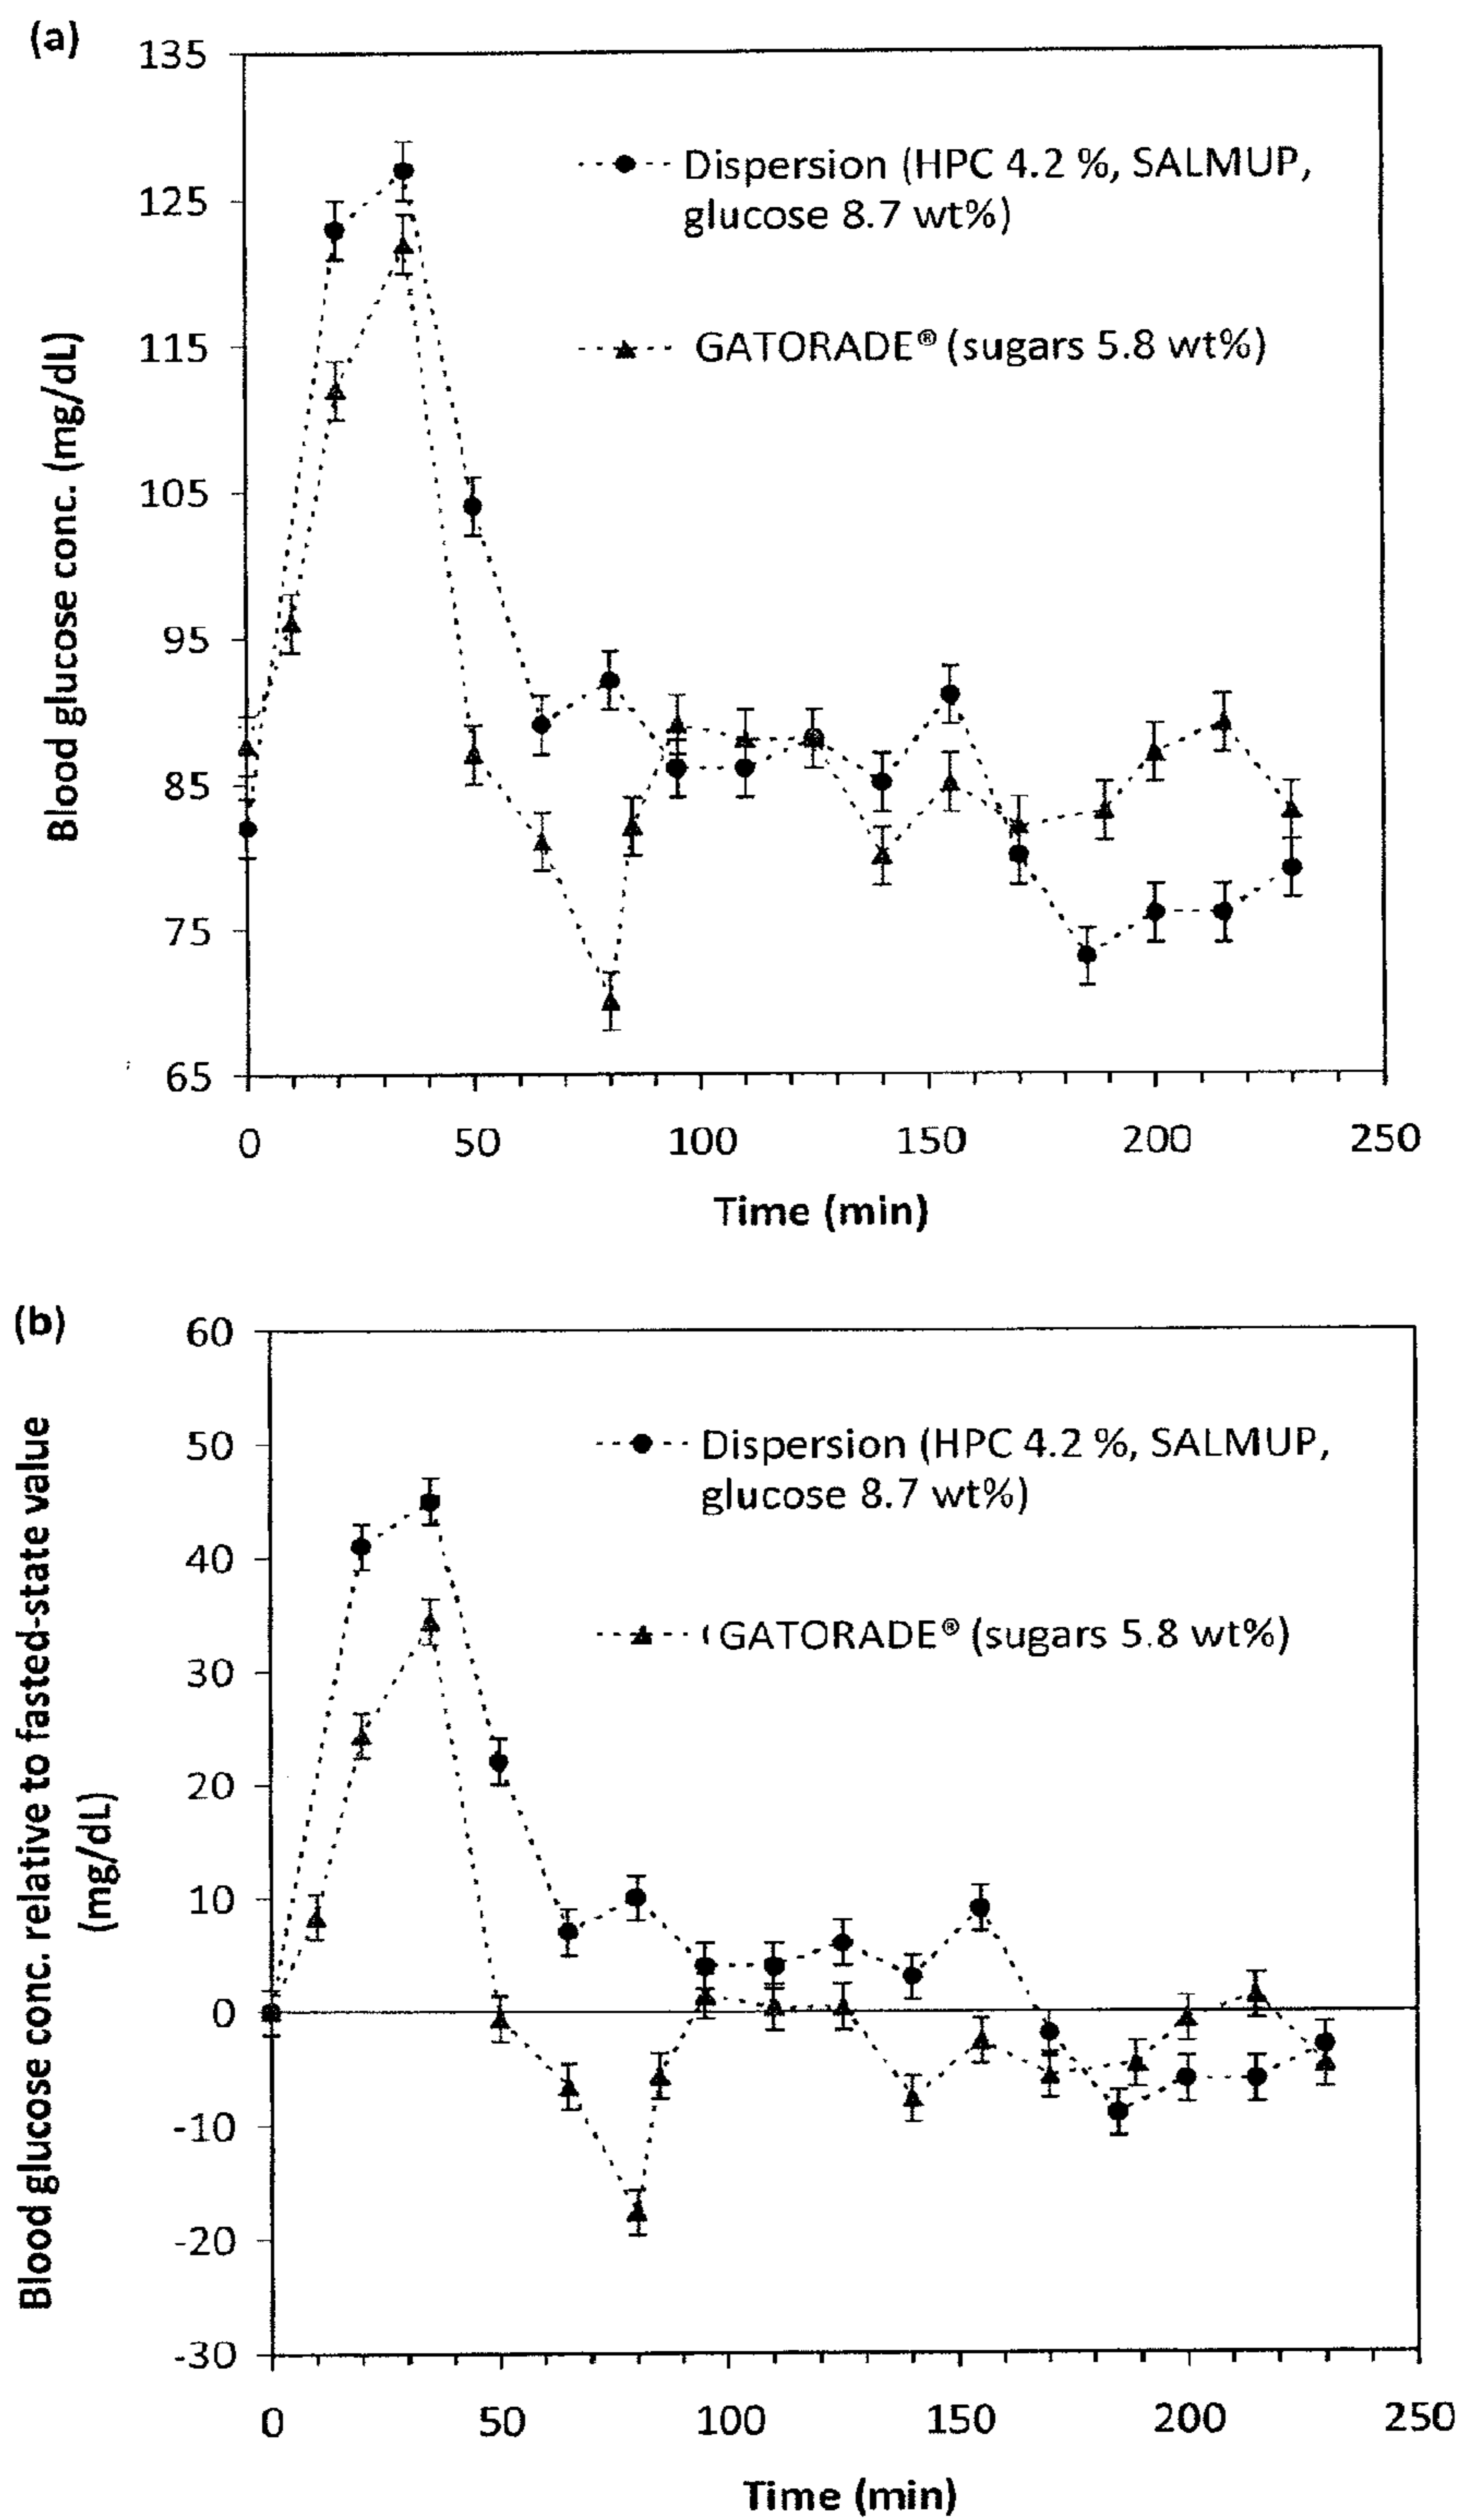 (a)
135
125
115
105
95
85
75
65
Blood glucose conc. (mg/dL)
Dispersion (HPC 4.2 %, SALMUP,
glucose 8.7 wt%)
GATORADE® (sugars 5.8 wt%)
0 50 100 150 200 250
Time (min)
(b)
60
50
40
30
20
10
0
-10
-20
-30
Blood glucose conc. relative to fasted-state value
(mg/dL)
Dispersion (HPC 4.2 %, SALMUP,
glucose 8.7 wt%)
GATORADE® (sugars 5.8 wt%)
0 50 100 150 200 250
Time (min)